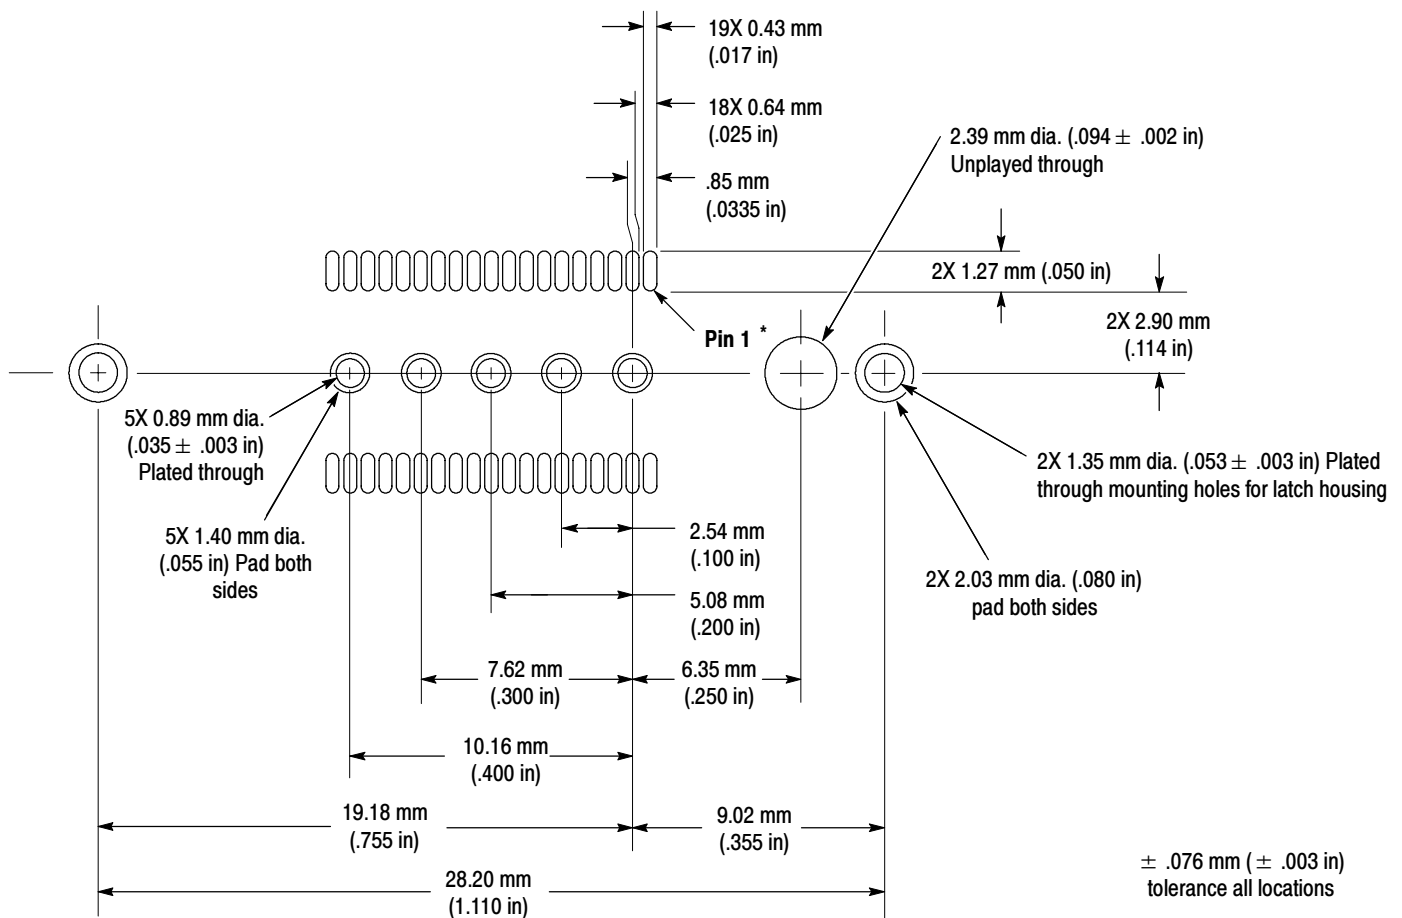 19X 0.43 mm
(.017 in)
18X 0.64 mm
(.025 in)
.85 mm
(.0335 in)
2.39 mm dia. (.094 ± .002 in)
Unplayed through
2X 1.27 mm (.050 in)
2X 2.90 mm
(.114 in)
Pin 1 *
5X 0.89 mm dia.
(.035 ± .003 in)
Plated through
5X 1.40 mm dia.
(.055 in) Pad both
sides
2X 1.35 mm dia. (.053 ± .003 in) Plated
through mounting holes for latch housing
2X 2.03 mm dia. (.080 in)
pad both sides
2.54 mm
(.100 in)
5.08 mm
(.200 in)
7.62 mm
(.300 in)
6.35 mm
(.250 in)
10.16 mm
(.400 in)
19.18 mm
(.755 in)
9.02 mm
(.355 in)
28.20 mm
(1.110 in)
± .076 mm (± .003 in)
tolerance all locations